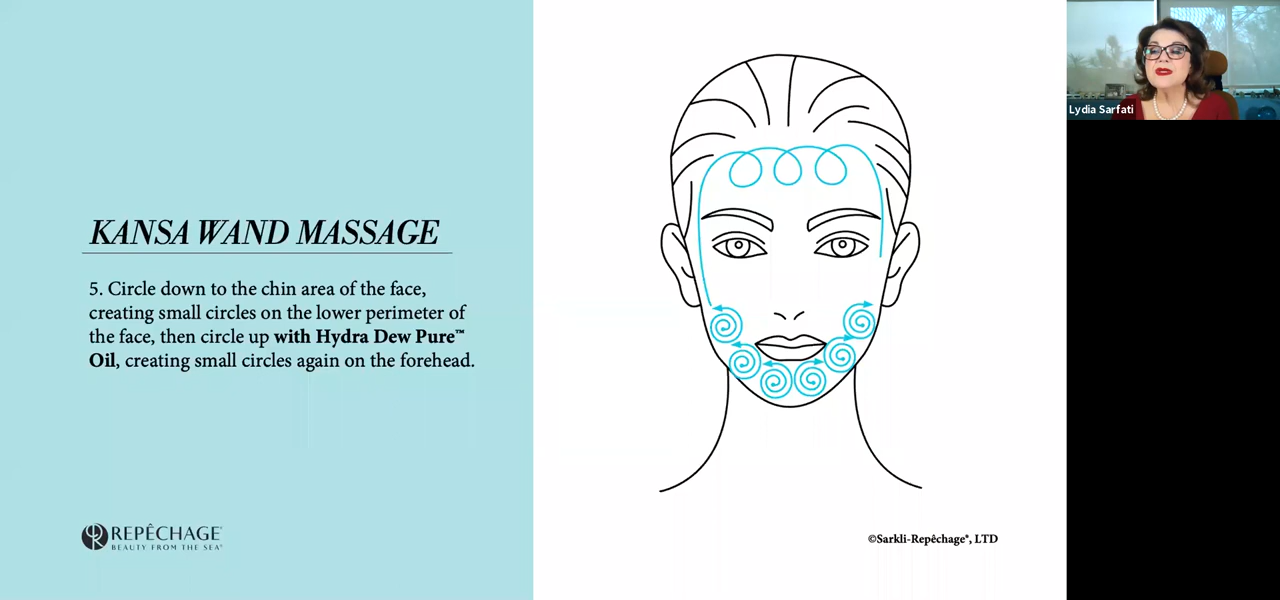 KANSA WAND MASSAGE
5. Circle down to the chin area of the face,
creating small circles on the lower perimeter of
the face, then circle up with Hydra Dew Pure™
Oil, creating small circles again on the forehead.
REPÊCHAGE®
BEAUTY FROM THE SEA®
©Sarkli-Repêchage®, LTD
Lydia Sarfati